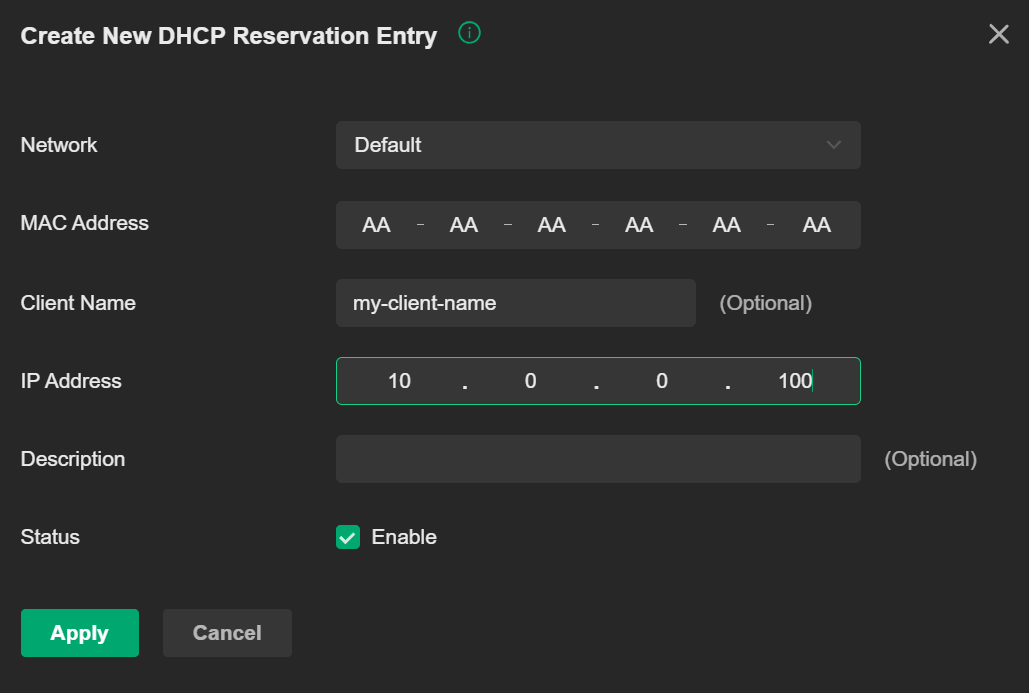 Create New DHCP Reservation Entry
Network Default
MAC Address AA - AA - AA - AA - AA - AA
Client Name my-client-name (Optional)
IP Address 10 . 0 . 0 . 100
Description (Optional)
Status Enable
Apply Cancel